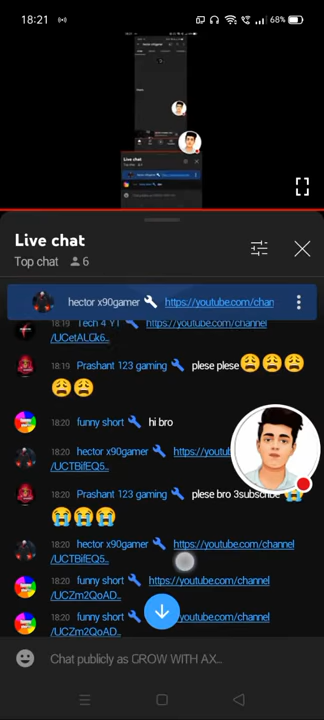 18:21
68%
Live chat
Top chat 6
hector x90gamer https://youtube.com/chan
18:19 Tech 4 YT https://youtube.com/channel
/UCetALGk6..
18:19 Prashant 123 gaming plese plese😩😩😩
😩😩
18:20 funny short hi bro
18:20 hector x90gamer https://youtu
/UCTBifEQ5..
18:20 Prashant 123 gaming plese bro 3subscribe 😭
😭😭😭
18:20 hector x90gamer https://youtube.com/channel
/UCTBifEQ5..
18:20 funny short https://youtube.com/channel
/UCZm2QoAD..
18:20 funny short https://youtube.com/channel
/UCZm2QoAD..
Chat publicly as GROW WITH AX...